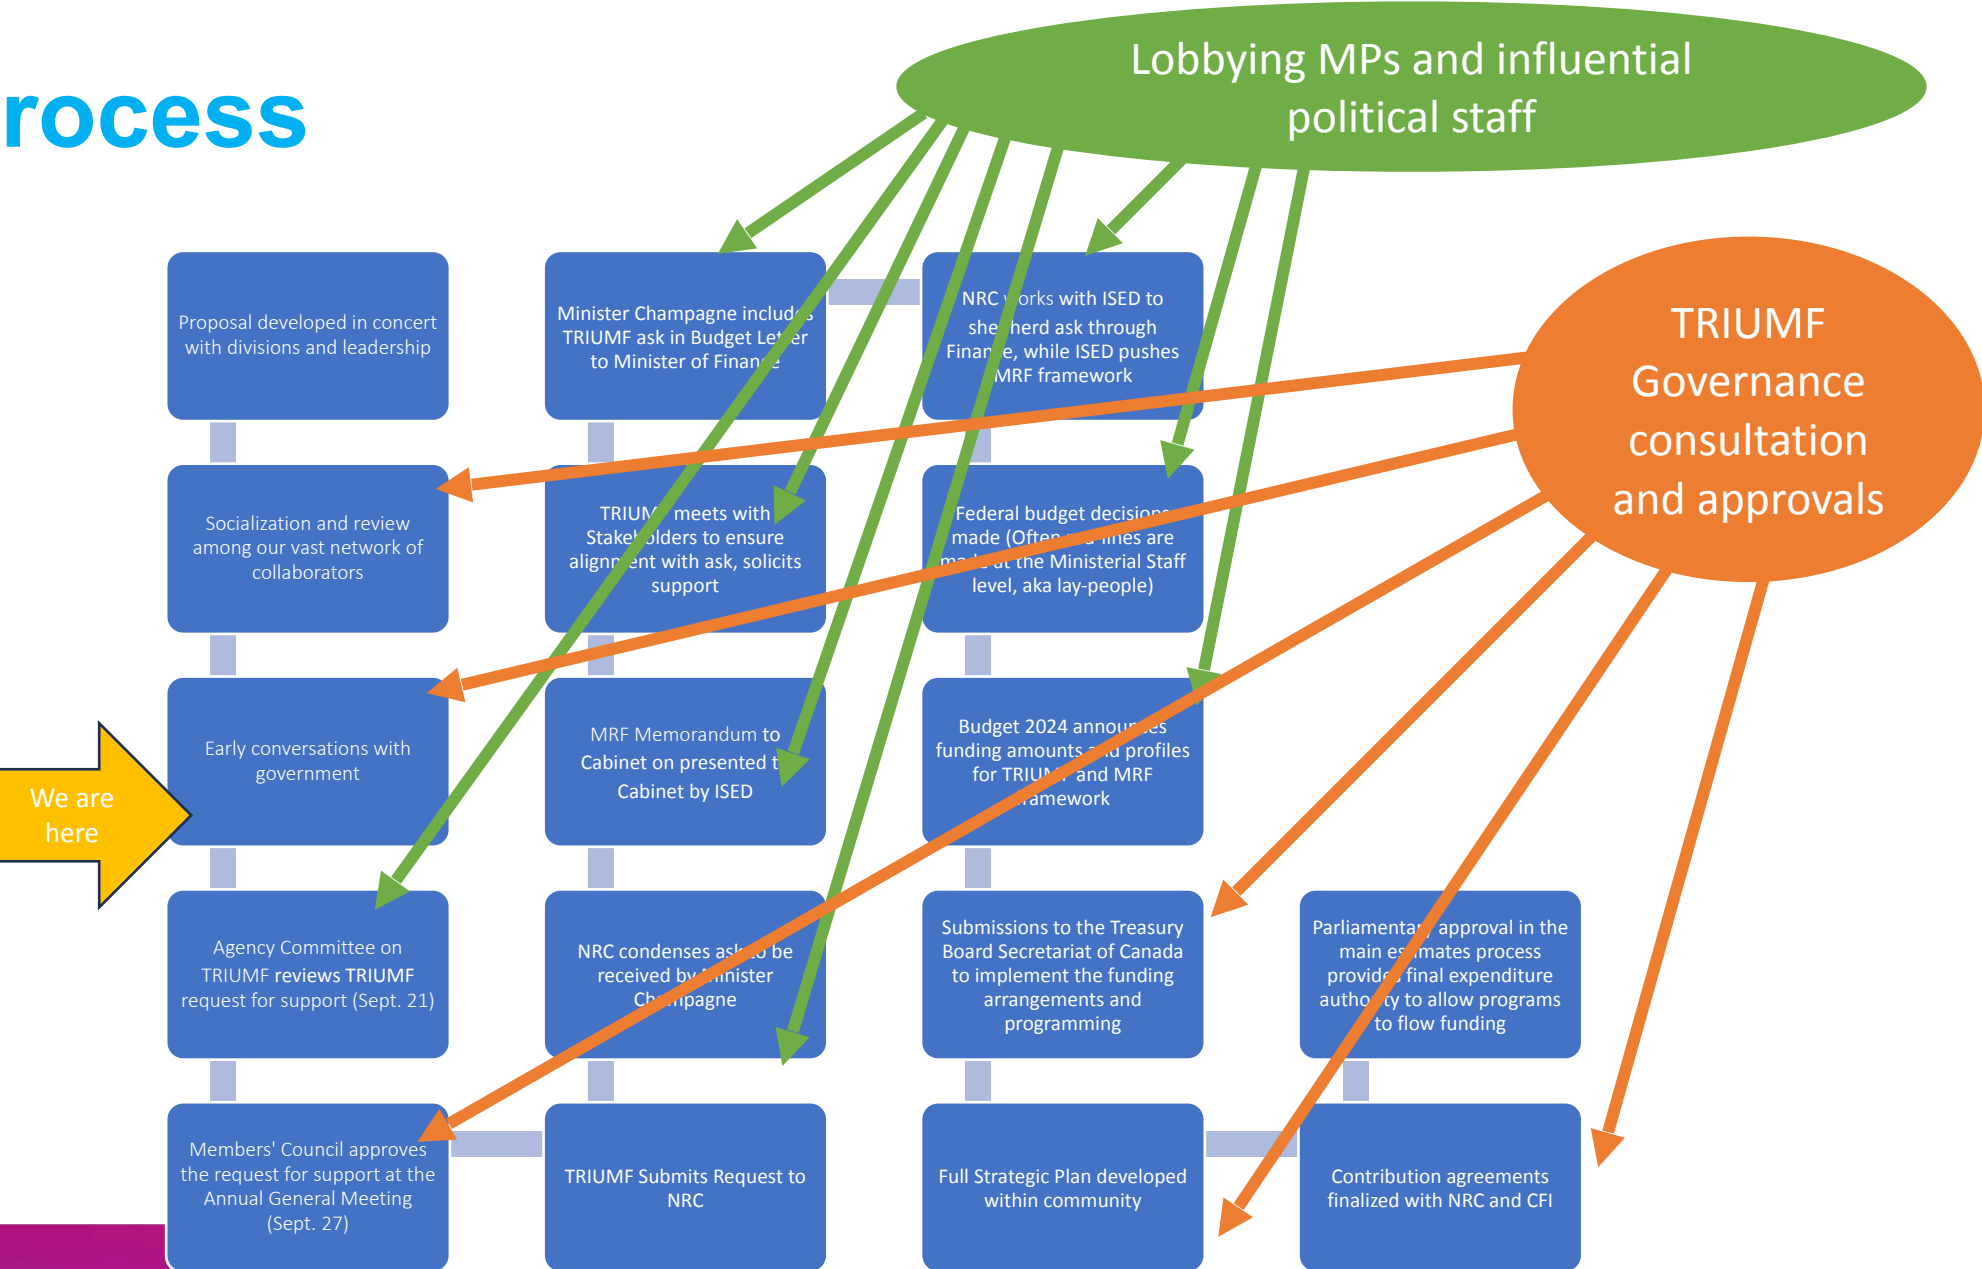 rocess
Lobbying MPs and influential
political staff
TRIUMF
Governance
consultation
and approvals
We are
here
Proposal developed in concert
with divisions and leadership
Socialization and review
among our vast network of
collaborators
Early conversations with
government
Agency Committee on
TRIUMF reviews TRIUMF
request for support (Sept. 21)
Members' Council approves
the request for support at the
Annual General Meeting
(Sept. 27)
TRIUMF Submits Request to
NRC
NRC condenses ask to be
received by Minister
Champagne
MRF Memorandum to
Cabinet on presented to
Cabinet by ISED
TRIUMF meets with
Stakeholders to ensure
alignment with ask, solicits
support
Minister Champagne includes
TRIUMF ask in Budget Letter
to Minister of Finance
NRC works with ISED to
shepherd ask through
Finance, while ISED pushes
MRF framework
Federal budget decisions
made (Often lines are
made at the Ministerial Staff
level, aka lay-people)
Budget 2024 announces
funding amounts and profiles
for TRIUMF and MRF
framework
Submissions to the Treasury
Board Secretariat of Canada
to implement the funding
arrangements and
programming
Full Strategic Plan developed
within community
Contribution agreements
finalized with NRC and CFI
Parliamentary approval in the
main estimates process
provides final expenditure
authority to allow programs
to flow funding